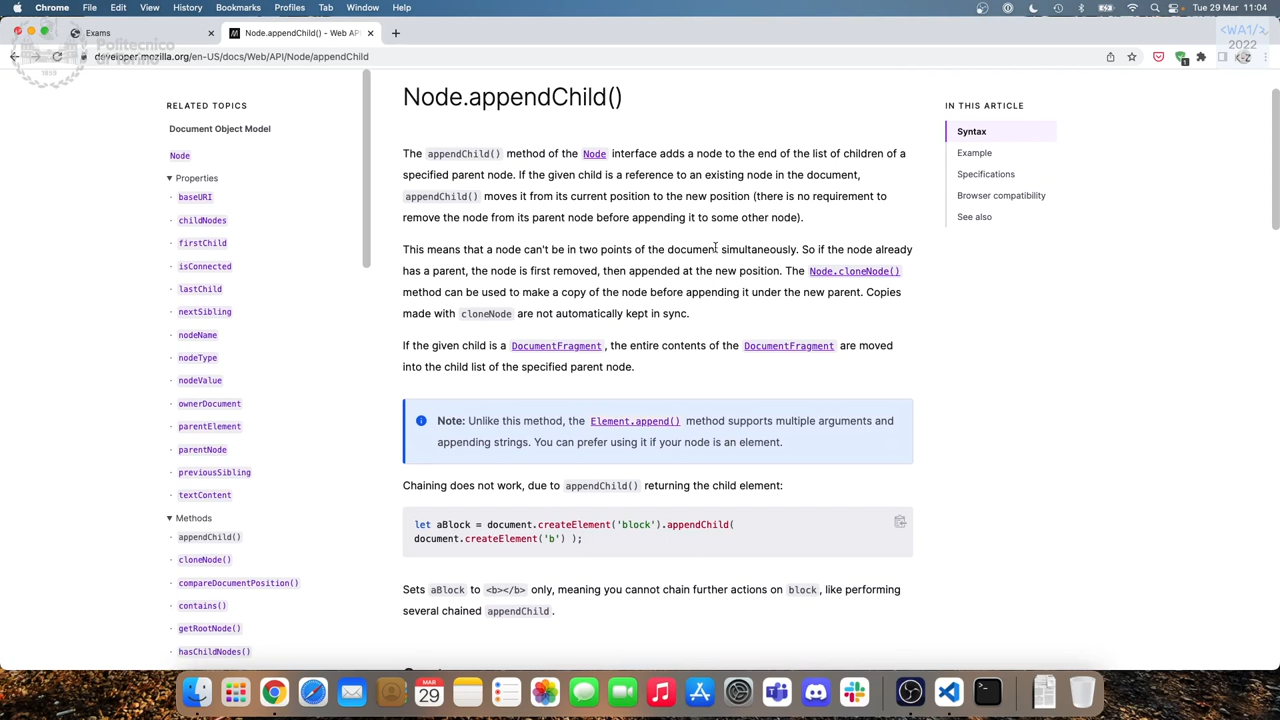 Chrome File Edit View History Bookmarks Profiles Tab Window Help
Tue 29 Mar 11:04
Exams
Node.appendChild() - Web API
Politecnico
di Torino
1859
<WA1/>
2022
developer.mozilla.org/en-US/docs/Web/API/Node/appendChild
1
RELATED TOPICS
Document Object Model
Node
Properties
baseURI
childNodes
firstChild
isConnected
lastChild
nextSibling
nodeName
nodeType
nodeValue
ownerDocument
parentElement
parentNode
previousSibling
textContent
Methods
appendChild()
cloneNode()
compareDocumentPosition()
contains()
getRootNode()
hasChildNodes()
Node.appendChild()
The appendChild() method of the Node interface adds a node to the end of the list of children of a
specified parent node. If the given child is a reference to an existing node in the document,
appendChild() moves it from its current position to the new position (there is no requirement to
remove the node from its parent node before appending it to some other node).
This means that a node can't be in two points of the document simultaneously. So if the node already
has a parent, the node is first removed, then appended at the new position. The Node.cloneNode()
method can be used to make a copy of the node before appending it under the new parent. Copies
made with cloneNode are not automatically kept in sync.
If the given child is a DocumentFragment, the entire contents of the DocumentFragment are moved
into the child list of the specified parent node.
Note: Unlike this method, the Element.append() method supports multiple arguments and
appending strings. You can prefer using it if your node is an element.
Chaining does not work, due to appendChild() returning the child element:
let aBlock = document.createElement('block').appendChild(
document.createElement('b') );
Sets aBlock to <b></b> only, meaning you cannot chain further actions on block, like performing
several chained appendChild.
IN THIS ARTICLE
Syntax
Example
Specifications
Browser compatibility
See also
MAR
29